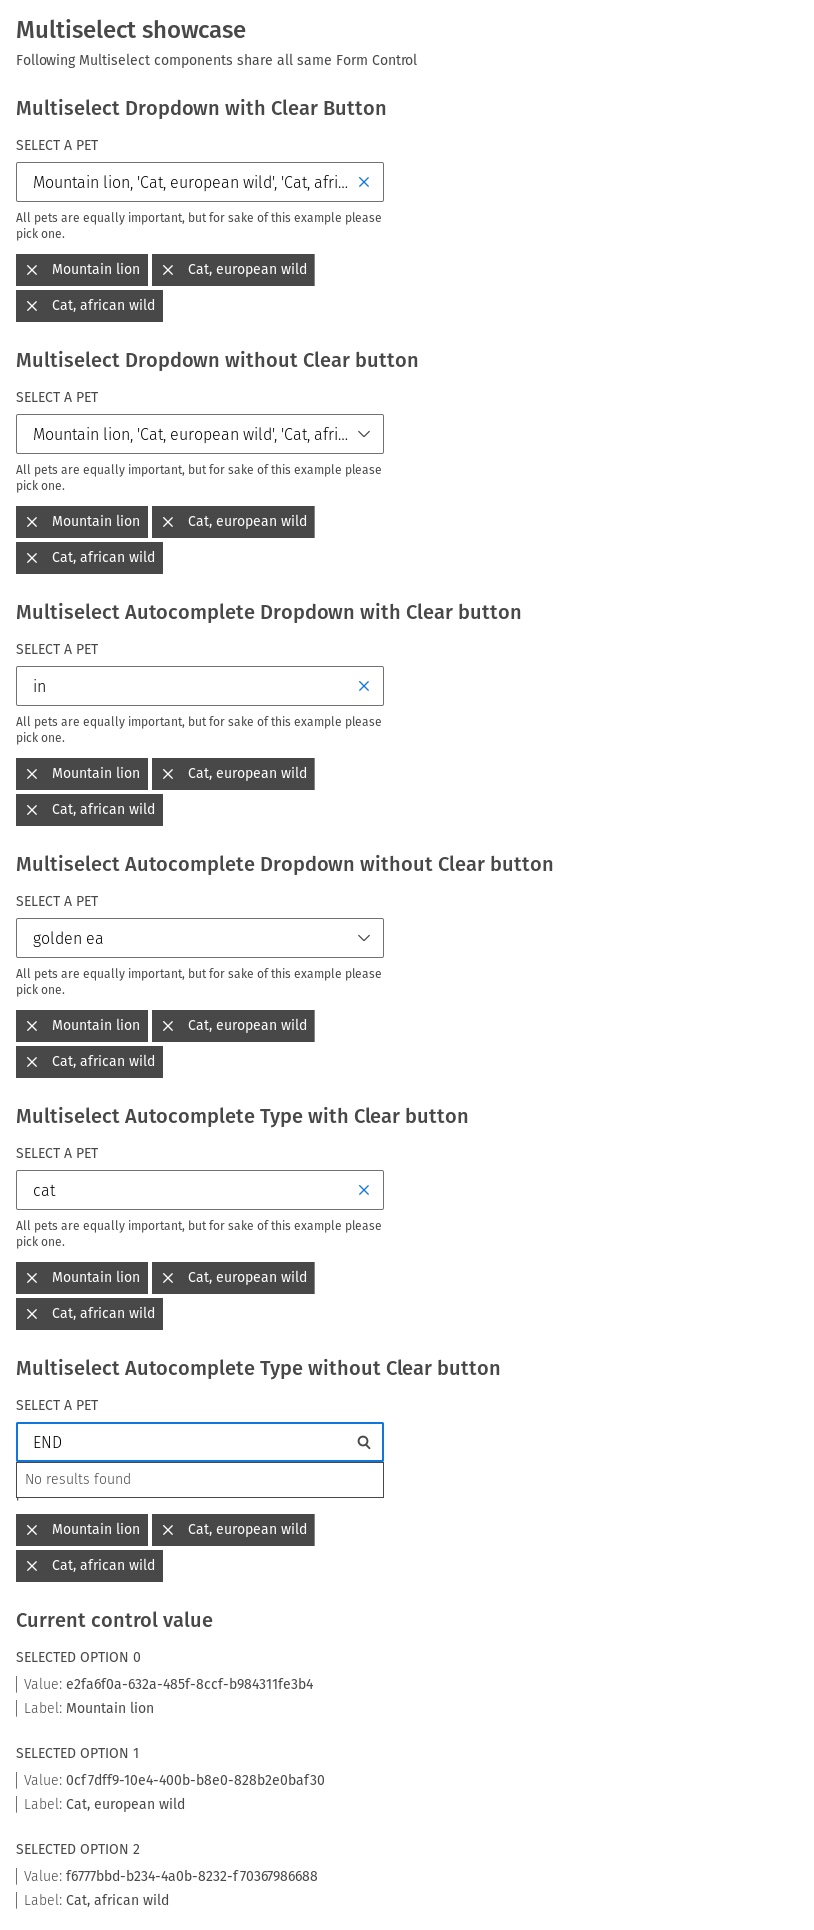 Multiselect showcase
Following Multiselect components share all same Form Control
Multiselect Dropdown with Clear Button
SELECT A PET
Mountain lion, 'Cat, european wild', 'Cat, afri...
All pets are equally important, but for sake of this example please
pick one.
Mountain lion Cat, european wild
Cat, african wild
Multiselect Dropdown without Clear button
SELECT A PET
Mountain lion, 'Cat, european wild', 'Cat, afri...
All pets are equally important, but for sake of this example please
pick one.
Mountain lion Cat, european wild
Cat, african wild
Multiselect Autocomplete Dropdown with Clear button
SELECT A PET
in
All pets are equally important, but for sake of this example please
pick one.
Mountain lion Cat, european wild
Cat, african wild
Multiselect Autocomplete Dropdown without Clear button
SELECT A PET
golden ea
All pets are equally important, but for sake of this example please
pick one.
Mountain lion Cat, european wild
Cat, african wild
Multiselect Autocomplete Type with Clear button
SELECT A PET
cat
All pets are equally important, but for sake of this example please
pick one.
Mountain lion Cat, european wild
Cat, african wild
Multiselect Autocomplete Type without Clear button
SELECT A PET
END
No results found
Mountain lion Cat, european wild
Cat, african wild
Current control value
SELECTED OPTION 0
Value: e2fa6f0a-632a-485f-8ccf-b984311fe3b4
Label: Mountain lion
SELECTED OPTION 1
Value: 0cf7dff9-10e4-400b-b8e0-828b2e0baf30
Label: Cat, european wild
SELECTED OPTION 2
Value: f6777bbd-b234-4a0b-8232-f70367986688
Label: Cat, african wild